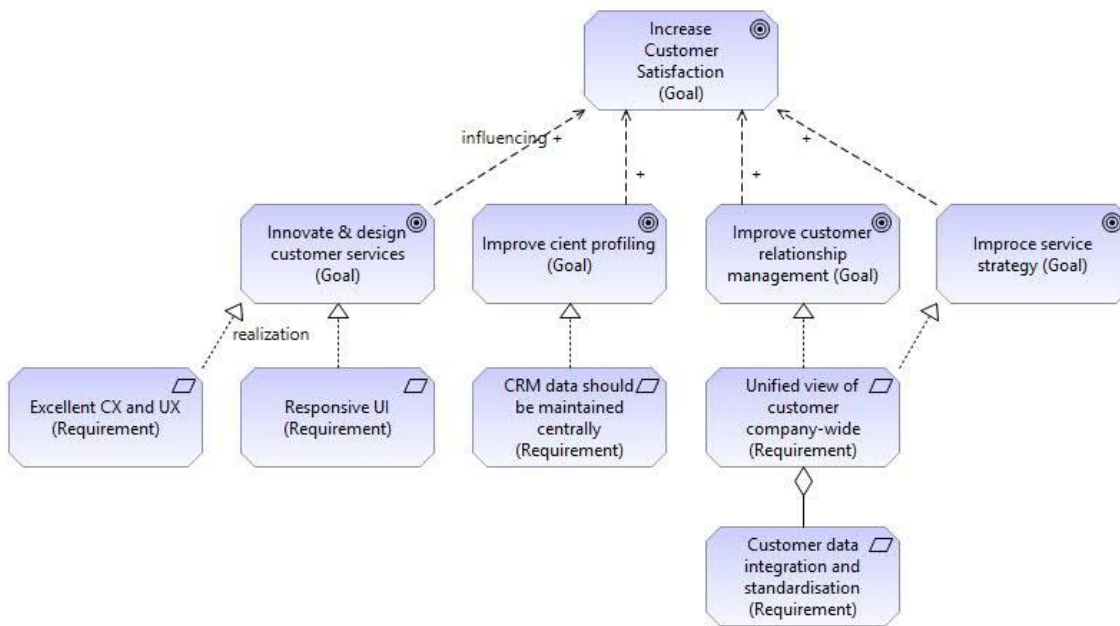 Increase
Customer
Satisfaction
(Goal)
influencing +
+
+
+
Innovate & design
customer services
(Goal)
Improve cient profiling
(Goal)
Improve customer
relationship
management (Goal)
Improce service
strategy (Goal)
realization
Excellent CX and UX
(Requirement)
Responsive UI
(Requirement)
CRM data should
be maintained
centrally
(Requirement)
Unified view of
customer
company-wide
(Requirement)
Customer data
integration and
standardisation
(Requirement)